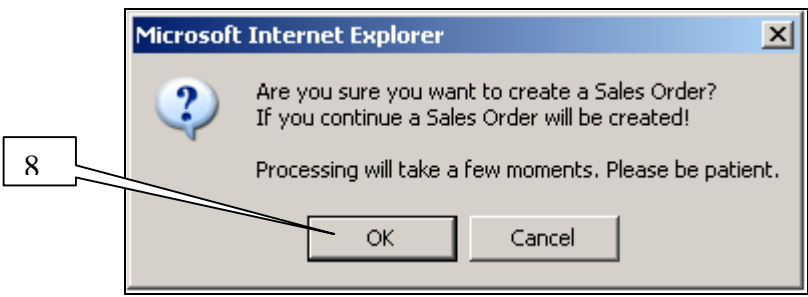 Microsoft Internet Explorer
Are you sure you want to create a Sales Order?
If you continue a Sales Order will be created!
Processing will take a few moments. Please be patient.
8
OK
Cancel